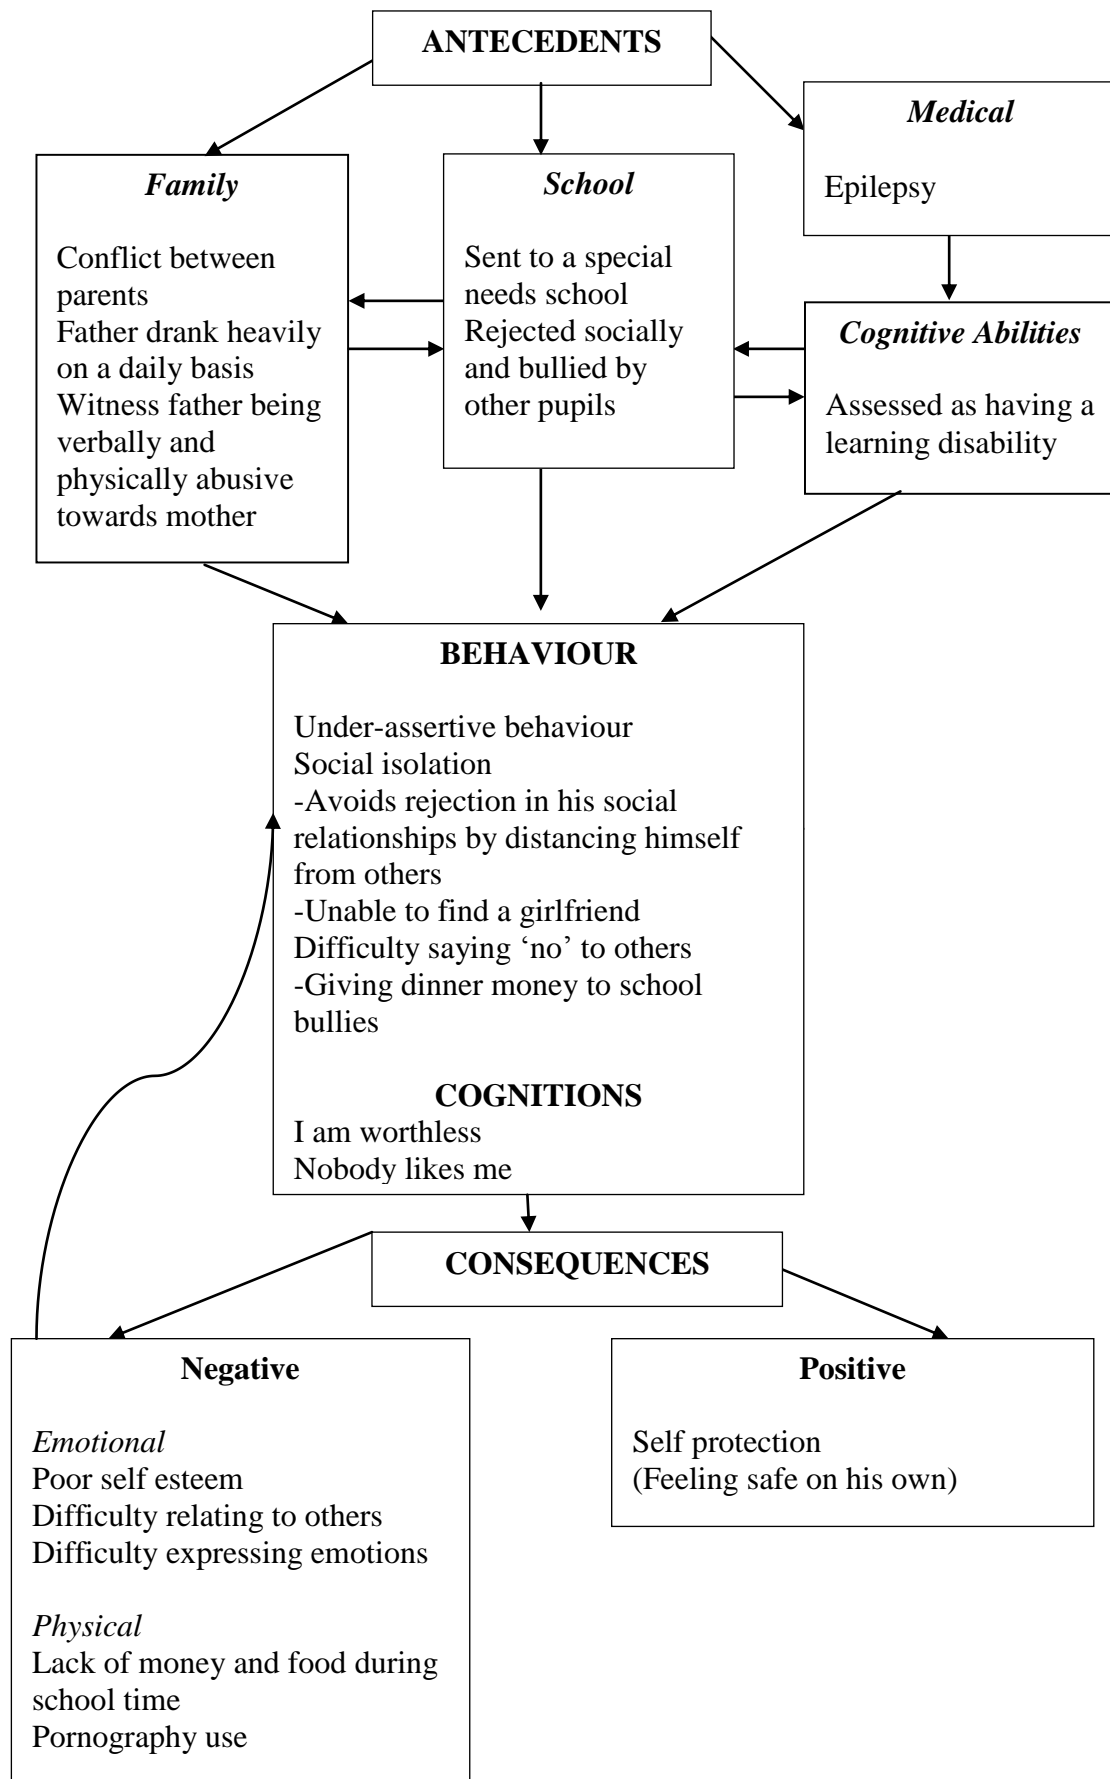 ANTECEDENTS
Medical
Epilepsy
Family
Conflict between
parents
Father drank heavily
on a daily basis
Witness father being
verbally and
physically abusive
towards mother
School
Sent to a special
needs school
Rejected socially
and bullied by
other pupils
Cognitive Abilities
Assessed as having a
learning disability
BEHAVIOUR
Under-assertive behaviour
Social isolation
-Avoids rejection in his social
relationships by distancing himself
from others
-Unable to find a girlfriend
Difficulty saying ‘no’ to others
-Giving dinner money to school
bullies
COGNITIONS
I am worthless
Nobody likes me
CONSEQUENCES
Negative
Emotional
Poor self esteem
Difficulty relating to others
Difficulty expressing emotions
Physical
Lack of money and food during
school time
Pornography use
Positive
Self protection
(Feeling safe on his own)